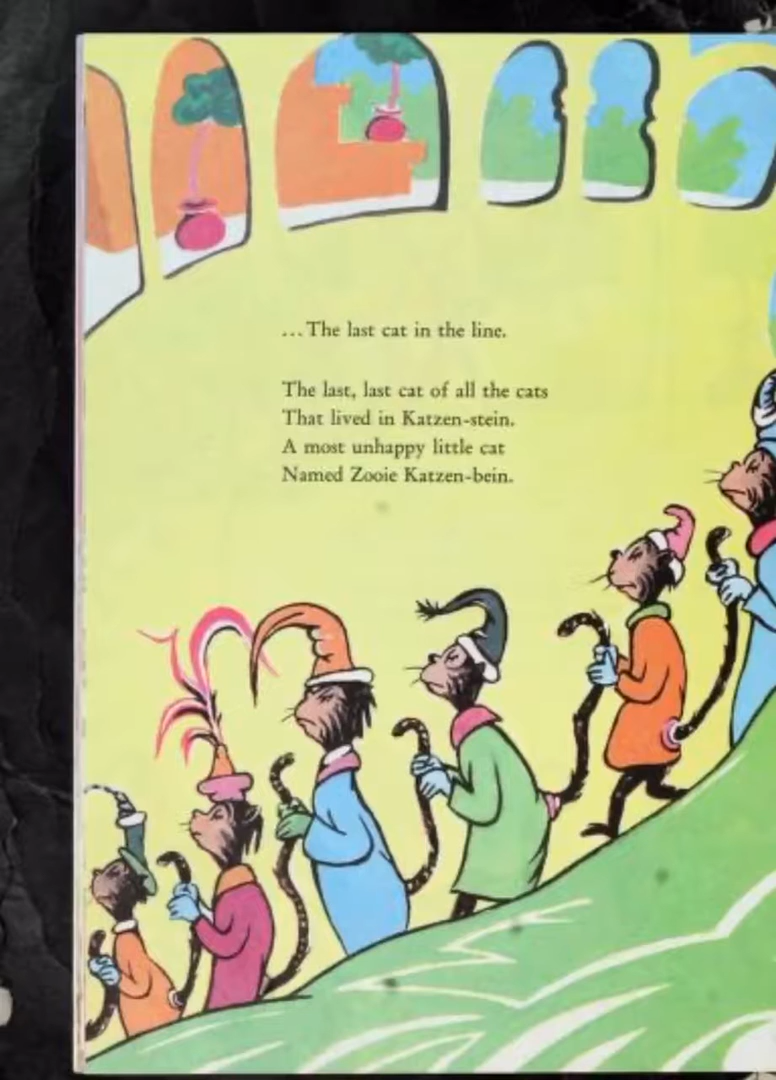 ...The last cat in the line.
The last, last cat of all the cats
That lived in Katzen-stein.
A most unhappy little cat
Named Zooie Katzen-bein.